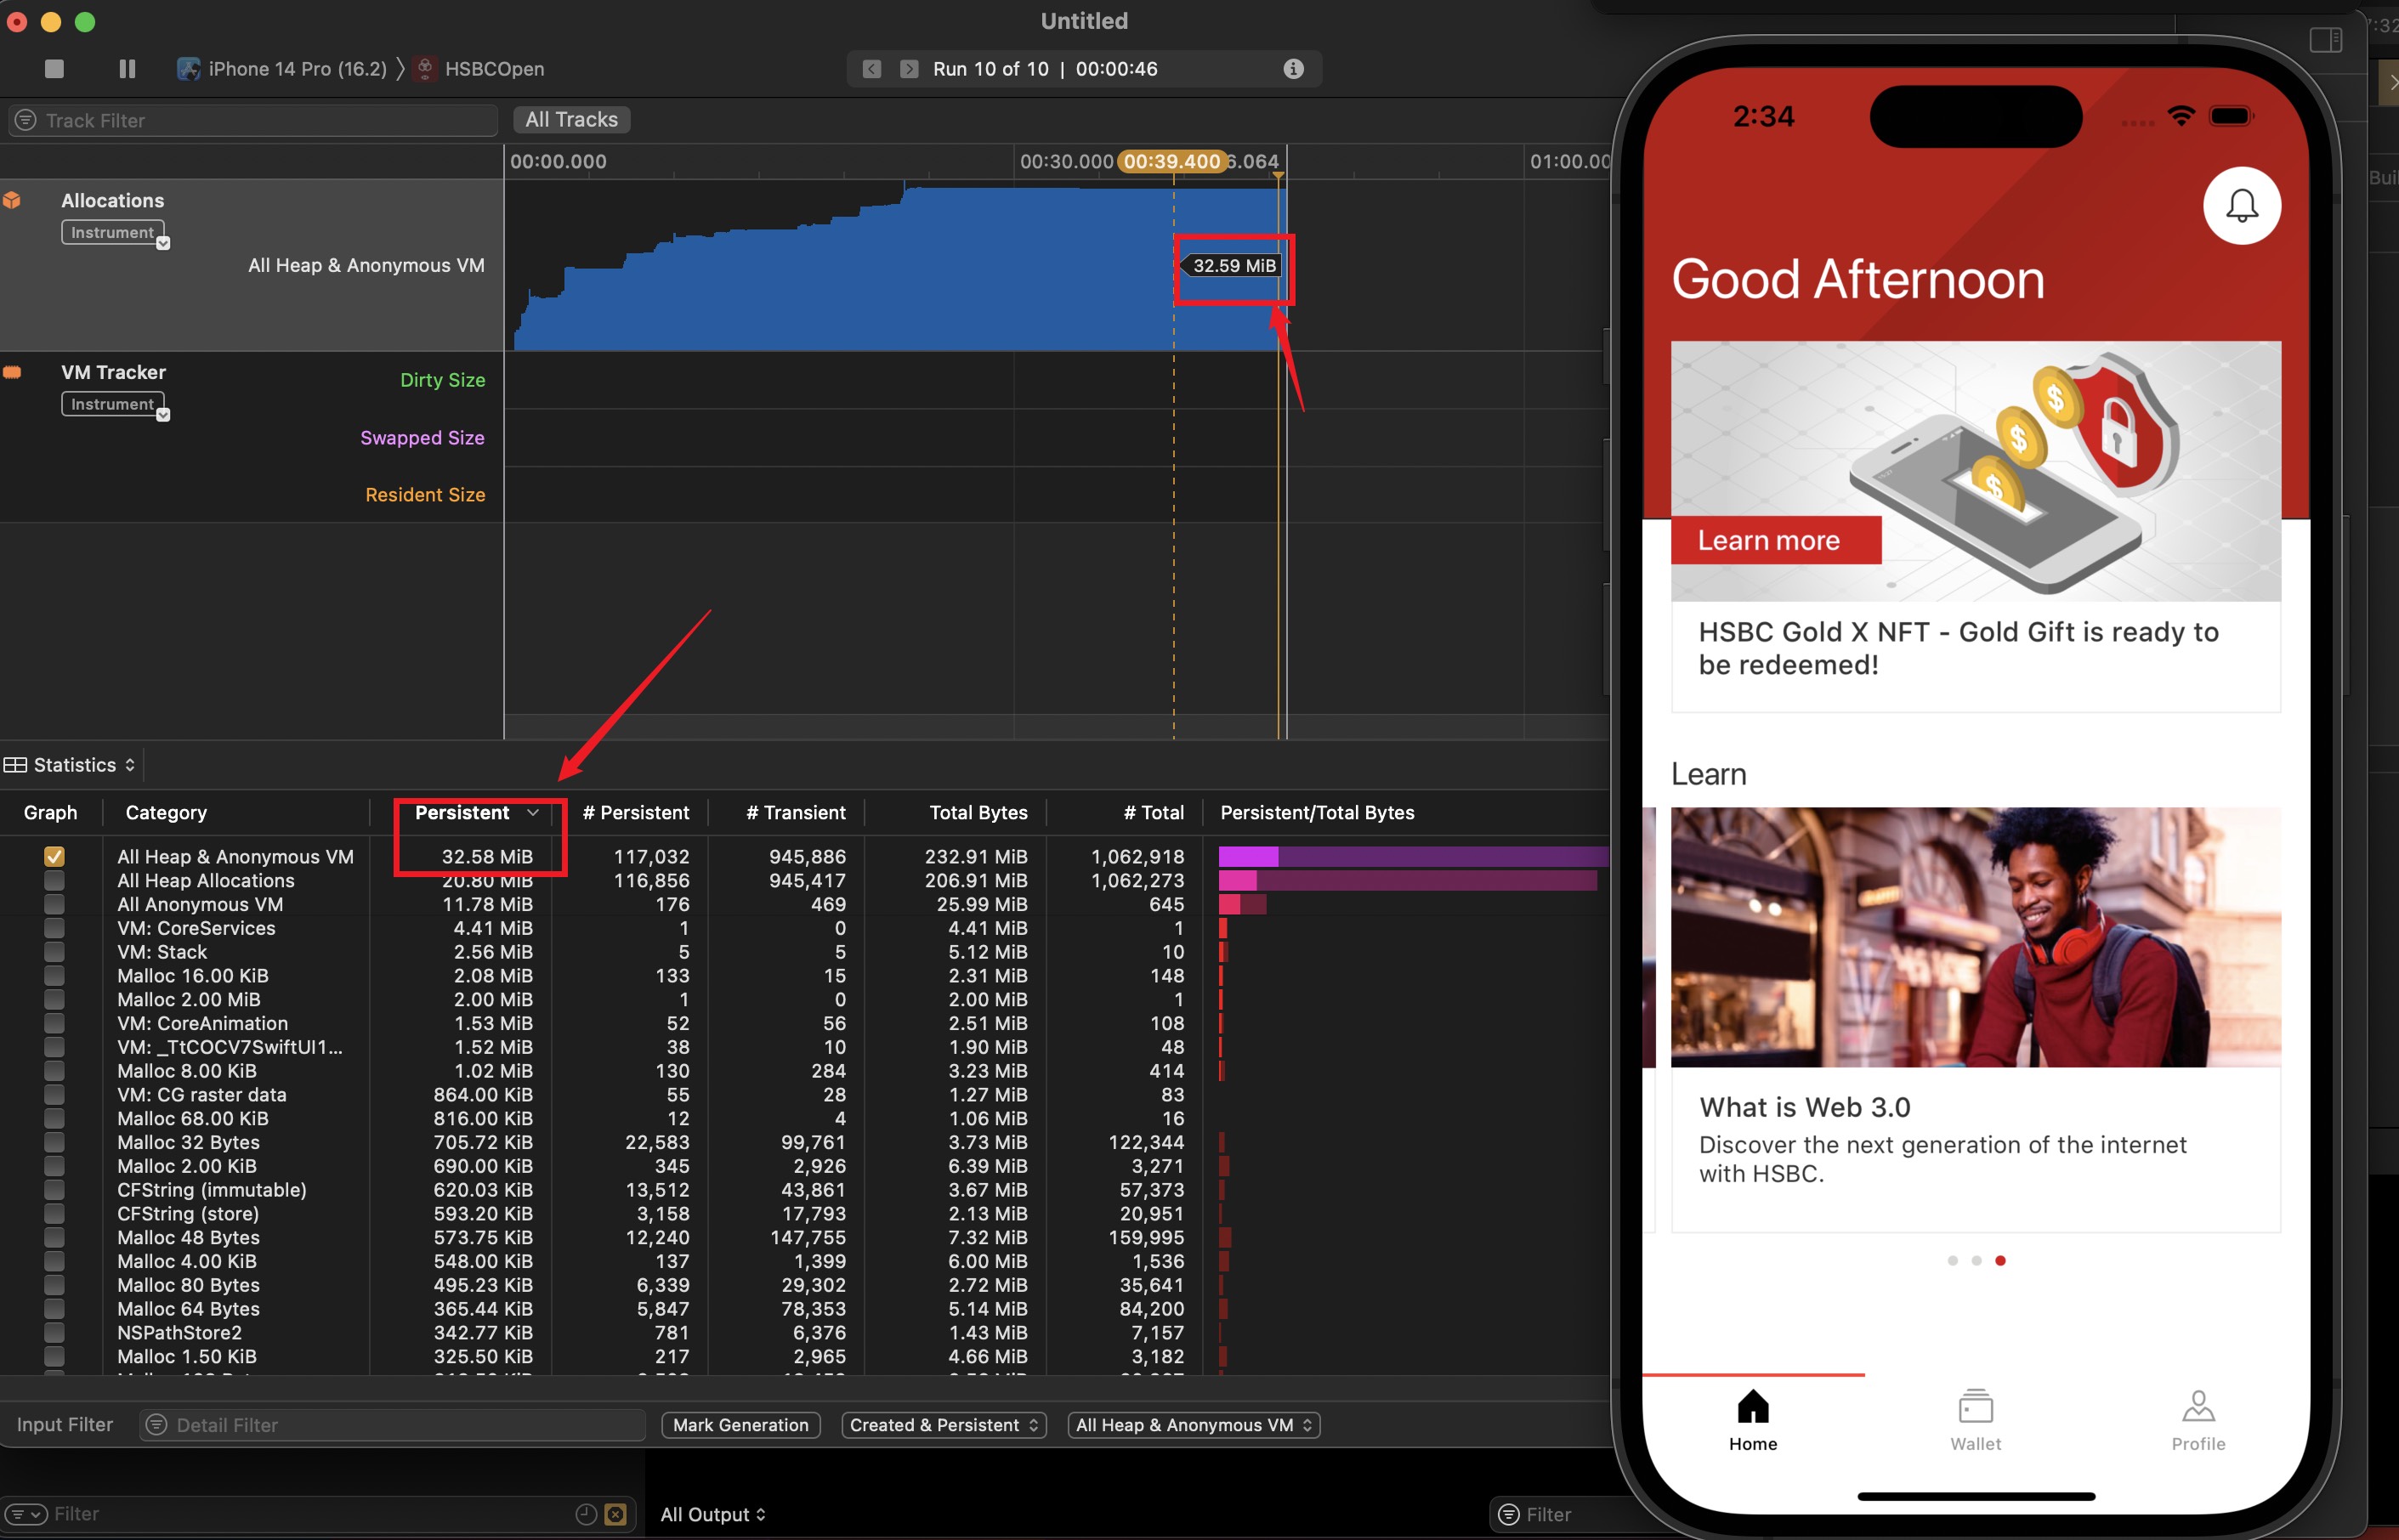 Untitled
iPhone 14 Pro (16.2) 〉 HSBCOpen
Run 10 of 10 | 00:00:46
Track Filter
All Tracks
00:00.000 00:30.000 00:39.400 6.064 01:00.00
Allocations
Instrument
All Heap & Anonymous VM
32.59 MiB
VM Tracker
Instrument
Dirty Size
Swapped Size
Resident Size
Statistics
Graph Category Persistent # Persistent # Transient Total Bytes # Total Persistent/Total Bytes
All Heap & Anonymous VM 32.58 MiB 117,032 945,886 232.91 MiB 1,062,918
All Heap Allocations 20.80 MiB 116,856 945,417 206.91 MiB 1,062,273
All Anonymous VM 11.78 MiB 176 469 25.99 MiB 645
VM: CoreServices 4.41 MiB 1 0 4.41 MiB 1
VM: Stack 2.56 MiB 5 5 5.12 MiB 10
Malloc 16.00 KiB 2.08 MiB 133 15 2.31 MiB 148
Malloc 2.00 MiB 2.00 MiB 1 0 2.00 MiB 1
VM: CoreAnimation 1.53 MiB 52 56 2.51 MiB 108
VM: _TtCOCV7SwiftUI1... 1.52 MiB 38 10 1.90 MiB 48
Malloc 8.00 KiB 1.02 MiB 130 284 3.23 MiB 414
VM: CG raster data 864.00 KiB 55 28 1.27 MiB 83
Malloc 68.00 KiB 816.00 KiB 12 4 1.06 MiB 16
Malloc 32 Bytes 705.72 KiB 22,583 99,761 3.73 MiB 122,344
Malloc 2.00 KiB 690.00 KiB 345 2,926 6.39 MiB 3,271
CFString (immutable) 620.03 KiB 13,512 43,861 3.67 MiB 57,373
CFString (store) 593.20 KiB 3,158 17,793 2.13 MiB 20,951
Malloc 48 Bytes 573.75 KiB 12,240 147,755 7.32 MiB 159,995
Malloc 4.00 KiB 548.00 KiB 137 1,399 6.00 MiB 1,536
Malloc 80 Bytes 495.23 KiB 6,339 29,302 2.72 MiB 35,641
Malloc 64 Bytes 365.44 KiB 5,847 78,353 5.14 MiB 84,200
NSPathStore2 342.77 KiB 781 6,376 1.43 MiB 7,157
Malloc 1.50 KiB 325.50 KiB 217 2,965 4.66 MiB 3,182
Input Filter Detail Filter Mark Generation Created & Persistent All Heap & Anonymous VM
Filter All Output Filter
2:34
Good Afternoon
Learn more
HSBC Gold X NFT - Gold Gift is ready to
be redeemed!
Learn
What is Web 3.0
Discover the next generation of the internet
with HSBC.
Home Wallet Profile